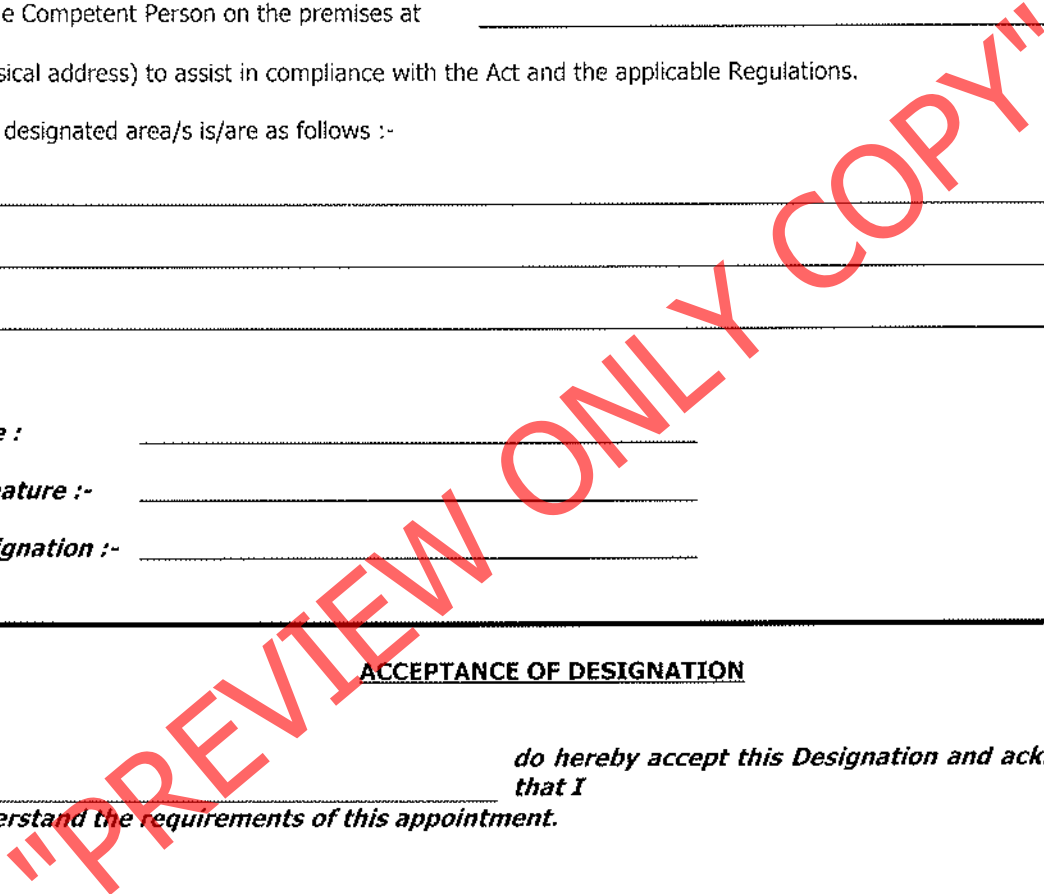 e Competent Person on the premises at
sical address) to assist in compliance with the Act and the applicable Regulations.
designated area/s is/are as follows :-
e :
ature :-
ignation :-
ACCEPTANCE OF DESIGNATION
do hereby accept this Designation and ack
that I
erstand the requirements of this appointment.
"PREVIEW ONLY COPY"